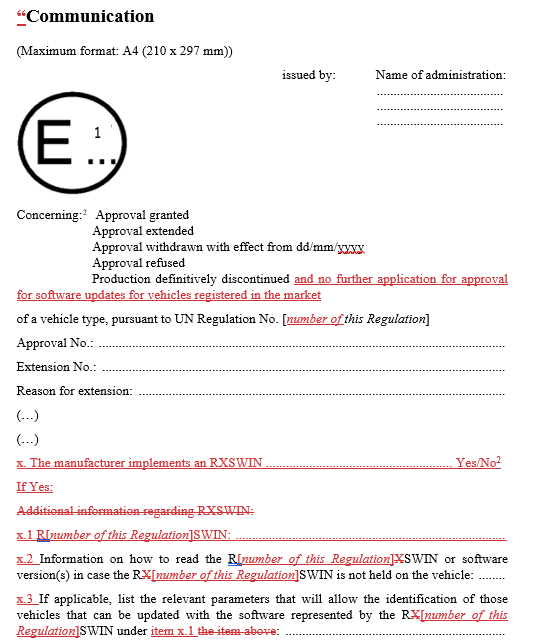 “Communication
(Maximum format: A4 (210 x 297 mm))
issued by: Name of administration:
..........................................
..........................................
..........................................
E 1 ...
Concerning:2 Approval granted
Approval extended
Approval withdrawn with effect from dd/mm/yyyy
Approval refused
Production definitively discontinued and no further application for approval
for software updates for vehicles registered in the market
of a vehicle type, pursuant to UN Regulation No. [number of this Regulation]
Approval No.: ..........................................
Extension No.: ..........................................
Reason for extension: ..........................................
(…)
(…)
x. The manufacturer implements an RXSWIN .......................................... Yes/No2
If Yes:
Additional information regarding RXSWIN:
x.1 R[number of this Regulation]SWIN: ..........................................
x.2 Information on how to read the R[number of this Regulation]XSWIN or software
version(s) in case the RX[number of this Regulation]SWIN is not held on the vehicle: ........
x.3 If applicable, list the relevant parameters that will allow the identification of those
vehicles that can be updated with the software represented by the RX[number of this
Regulation]SWIN under item x.1 the item above: ..........................................